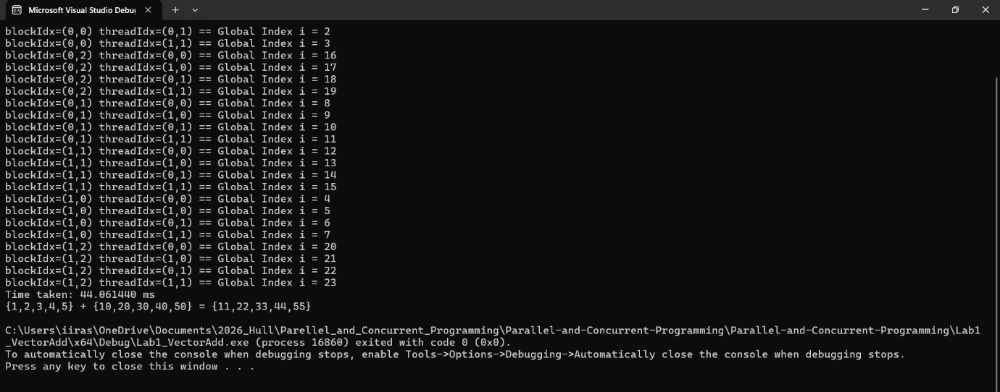 Microsoft Visual Studio Debug
blockIdx=(0,0) threadIdx=(0,1) == Global Index i = 2
blockIdx=(0,0) threadIdx=(1,1) == Global Index i = 3
blockIdx=(0,2) threadIdx=(0,0) == Global Index i = 16
blockIdx=(0,2) threadIdx=(1,0) == Global Index i = 17
blockIdx=(0,2) threadIdx=(0,1) == Global Index i = 18
blockIdx=(0,2) threadIdx=(1,1) == Global Index i = 19
blockIdx=(0,1) threadIdx=(0,0) == Global Index i = 8
blockIdx=(0,1) threadIdx=(1,0) == Global Index i = 9
blockIdx=(0,1) threadIdx=(0,1) == Global Index i = 10
blockIdx=(0,1) threadIdx=(1,1) == Global Index i = 11
blockIdx=(1,1) threadIdx=(0,0) == Global Index i = 12
blockIdx=(1,1) threadIdx=(1,0) == Global Index i = 13
blockIdx=(1,1) threadIdx=(0,1) == Global Index i = 14
blockIdx=(1,1) threadIdx=(1,1) == Global Index i = 15
blockIdx=(1,0) threadIdx=(0,0) == Global Index i = 4
blockIdx=(1,0) threadIdx=(1,0) == Global Index i = 5
blockIdx=(1,0) threadIdx=(0,1) == Global Index i = 6
blockIdx=(1,0) threadIdx=(1,1) == Global Index i = 7
blockIdx=(1,2) threadIdx=(0,0) == Global Index i = 20
blockIdx=(1,2) threadIdx=(1,0) == Global Index i = 21
blockIdx=(1,2) threadIdx=(0,1) == Global Index i = 22
blockIdx=(1,2) threadIdx=(1,1) == Global Index i = 23
Time taken: 44.061440 ms
{1,2,3,4,5} + {10,20,30,40,50} = {11,22,33,44,55}
C:\Users\iiras\OneDrive\Documents\2026_Hull\Parellel_and_Concurrent_Programming\Parallel-and-Concurrent-Programming\Parallel-and-Concurrent-Programming\Lab1
_VectorAdd\x64\Debug\Lab1_VectorAdd.exe (process 16860) exited with code 0 (0x0).
To automatically close the console when debugging stops, enable Tools->Options->Debugging->Automatically close the console when debugging stops.
Press any key to close this window . . .